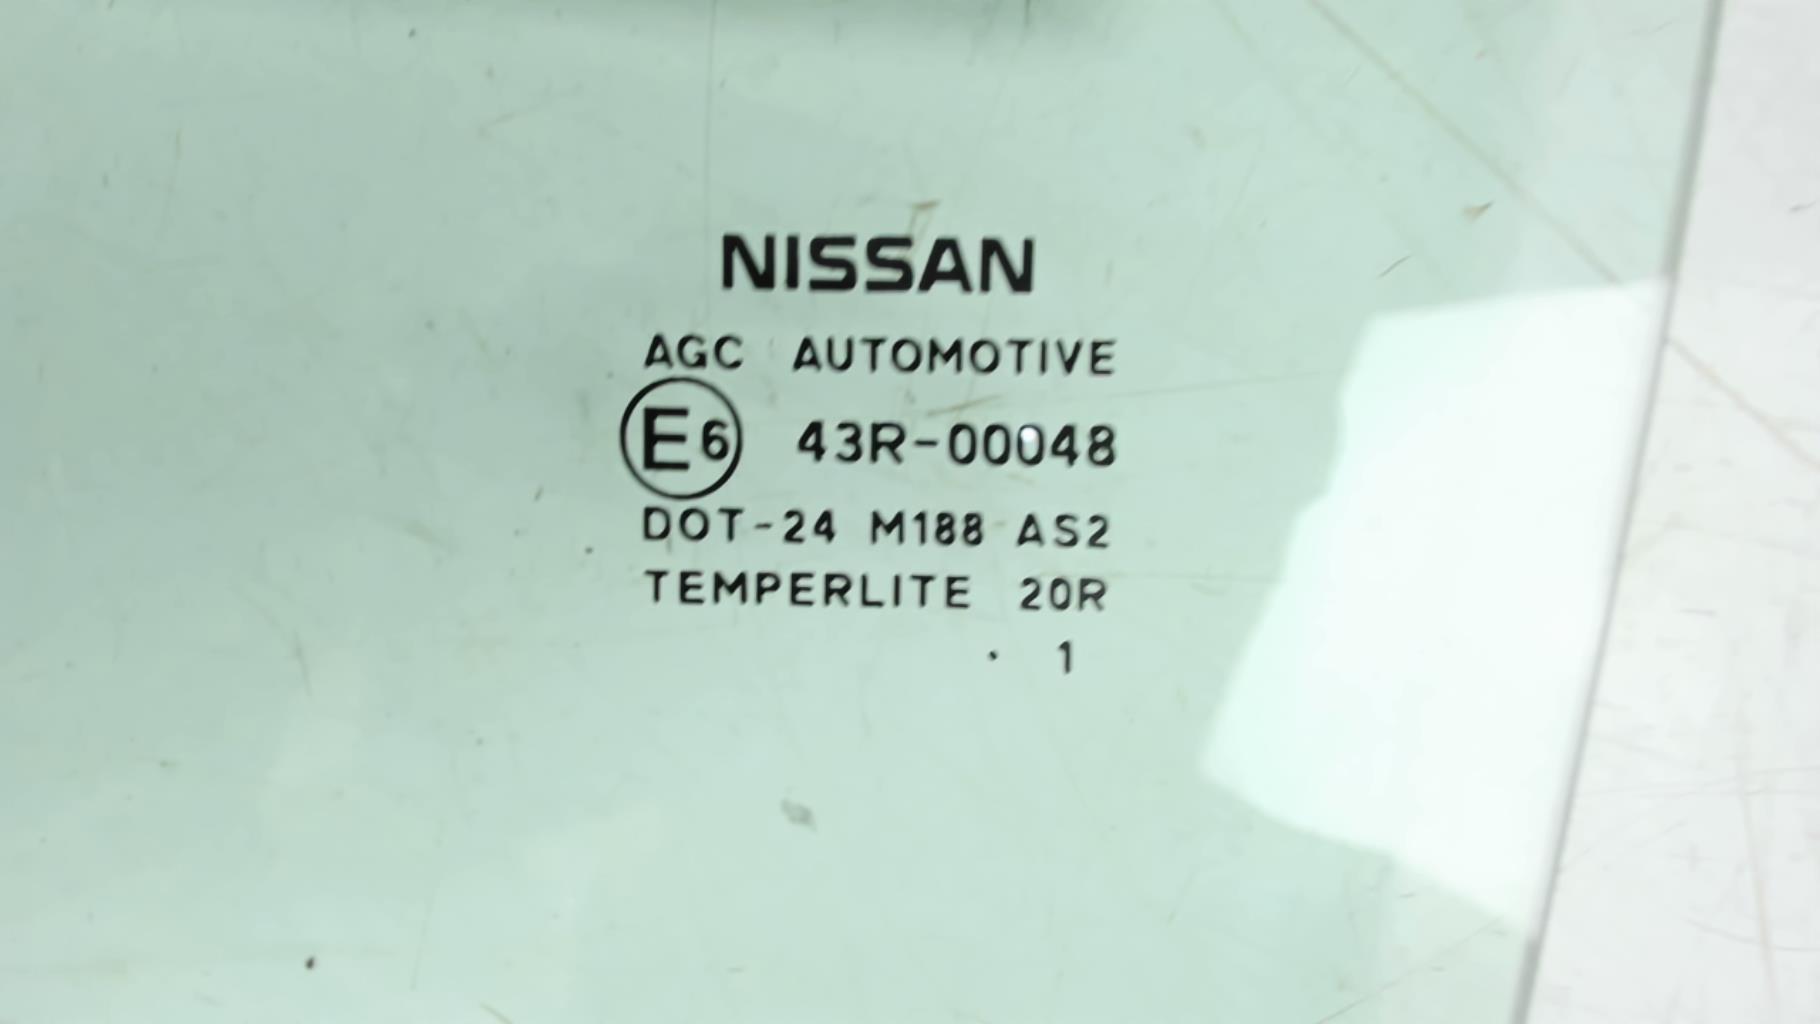 NISSAN
AGC AUTOMOTIVE
E6 43R-00048
DOT-24 M188 AS2
TEMPERLITE 20R
. 1